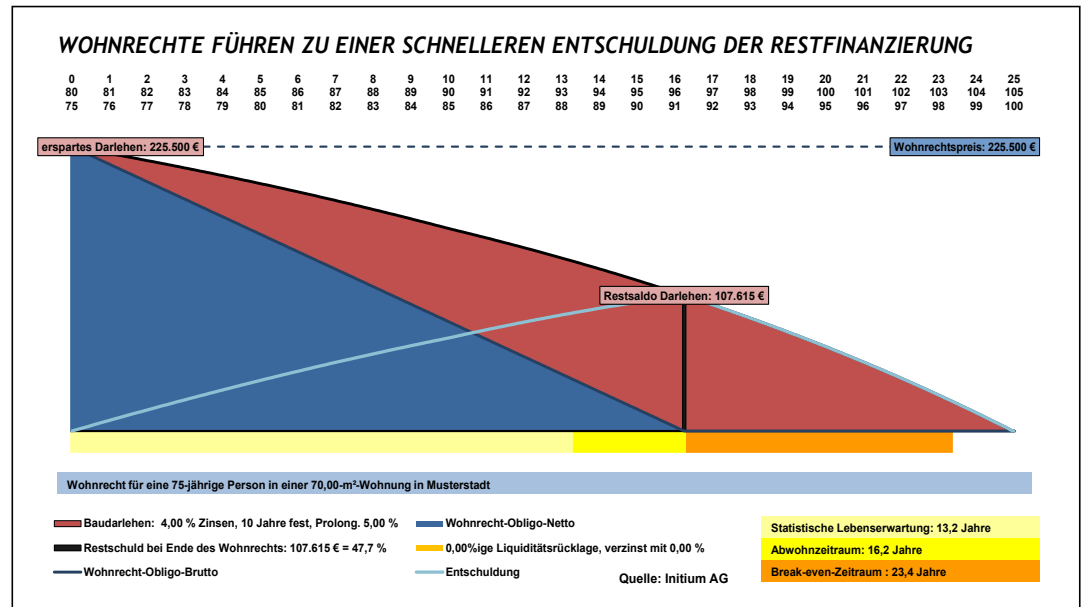 WOHNRECHTE FÜHREN ZU EINER SCHNELLEREN ENTSCHULDUNG DER RESTFINANZIERUNG
0 1 2 3 4 5 6 7 8 9 10 11 12 13 14 15 16 17 18 19 20 21 22 23 24 25
80 81 82 83 84 85 86 87 88 89 90 91 92 93 94 95 96 97 98 99 100 101 102 103 104 105
75 76 77 78 79 80 81 82 83 84 85 86 87 88 89 90 91 92 93 94 95 96 97 98 99 100
erspartes Darlehen: 225.500 €
Wohnrechtspreis: 225.500 €
Restsaldo Darlehen: 107.615 €
Wohnrecht für eine 75-jährige Person in einer 70,00-m²-Wohnung in Musterstadt
Baudarlehen: 4,00 % Zinsen, 10 Jahre fest, Prolong. 5,00 %
Wohnrecht-Obligo-Netto
Restschuld bei Ende des Wohnrechts: 107.615 € = 47,7 %
0,00%ige Liquiditätsrücklage, verzinst mit 0,00 %
Wohnrecht-Obligo-Brutto
Entschuldung
Quelle: Initium AG
Statistische Lebenserwartung: 13,2 Jahre
Abwohnzeitraum: 16,2 Jahre
Break-even-Zeitraum : 23,4 Jahre